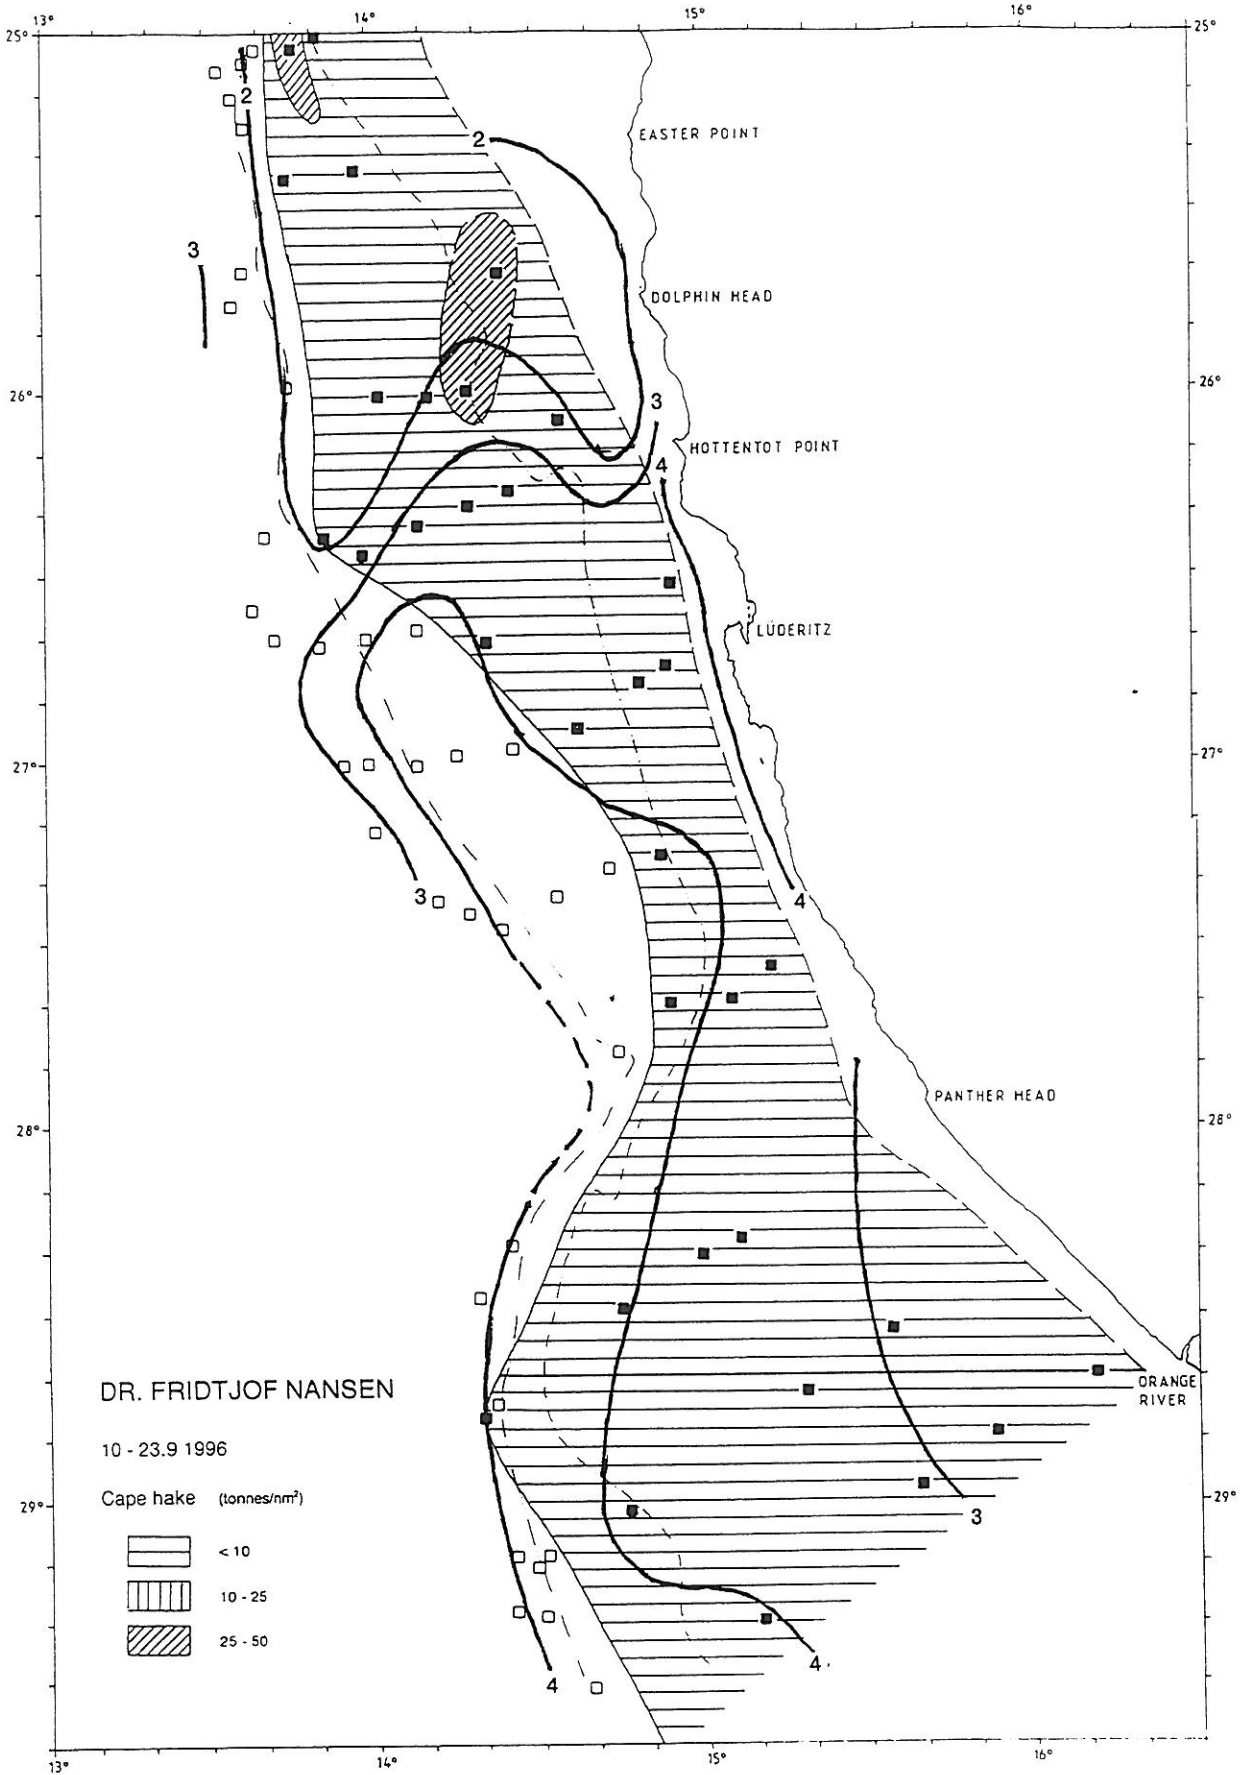 13°
14°
15°
16°
25°
25°
2
2
EASTER POINT
3
DOLPHIN HEAD
26°
26°
3
HOTTENTOT POINT
4
LÜDERITZ
27°
27°
3
4
PANTHER HEAD
28°
28°
DR. FRIDTJOF NANSEN
ORANGE
RIVER
10 - 23.9 1996
Cape hake (tonnes/nm²)
29°
29°
3
< 10
10 - 25
25 - 50
4
4
13°
14°
15°
16°